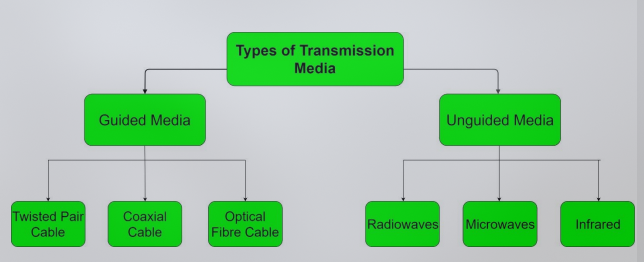 Types of Transmission
Media
Guided Media
Unguided Media
Twisted Pair
Cable
Coaxial
Cable
Optical
Fibre Cable
Radiowaves
Microwaves
Infrared